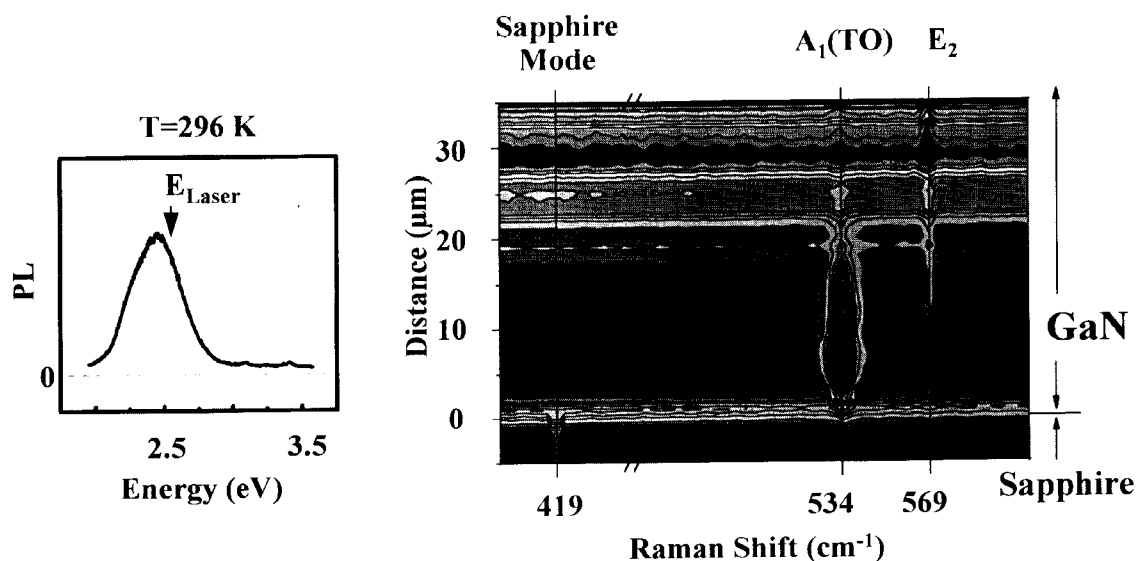 T=296 K
E Laser
PL
0
2.5
3.5
Energy (eV)
Sapphire
Mode
A₁(TO)
E₂
Distance (μm)
30
20
10
0
GaN
Sapphire
419
534
569
Raman Shift (cm⁻¹)